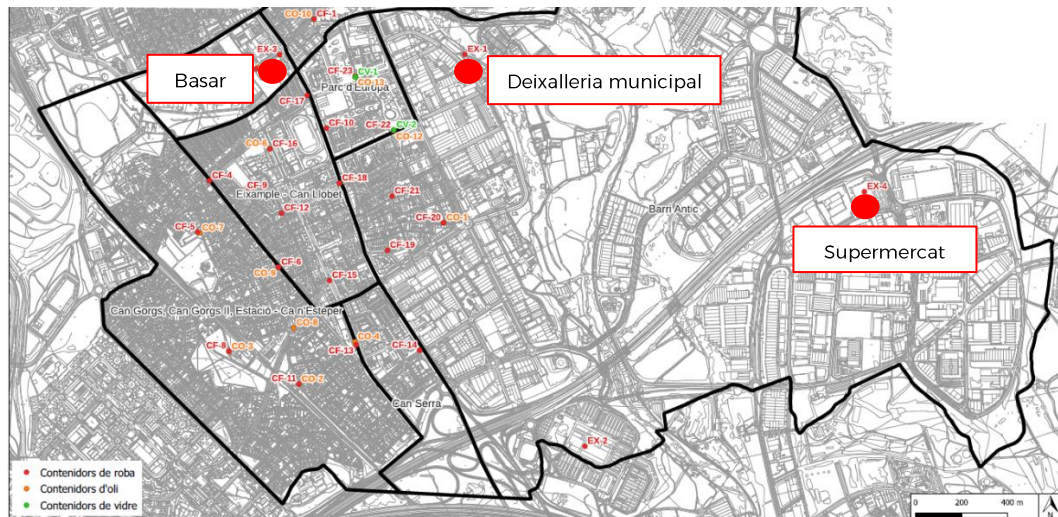 CO-10
CF-1
EX-3
EX-1
Basar
Deixalleria municipal
CF-23
CV-1
CO-13
Parc d'Europa
CF-17
CF-10
CF-22
CV-2
CO-12
CO-6
CF-16
CF-4
CF-9
CF-18
Eixample - Can Llobet
CF-21
EX-4
CF-12
Barri Antic
CF-20
CO-1
CF-5
CO-7
Supermercat
CF-19
CF-6
CO-9
CF-15
Can Gorgs, Can Gorgs II, Estació - Ca n'Esteper
CO-8
CF-8
CO-3
CF-13
CO-4
CF-14
CF-11
CO-2
Can Serra
EX-2
Contenidors de roba
Contenidors d'oli
Contenidors de vidre
0 200 400 m
N